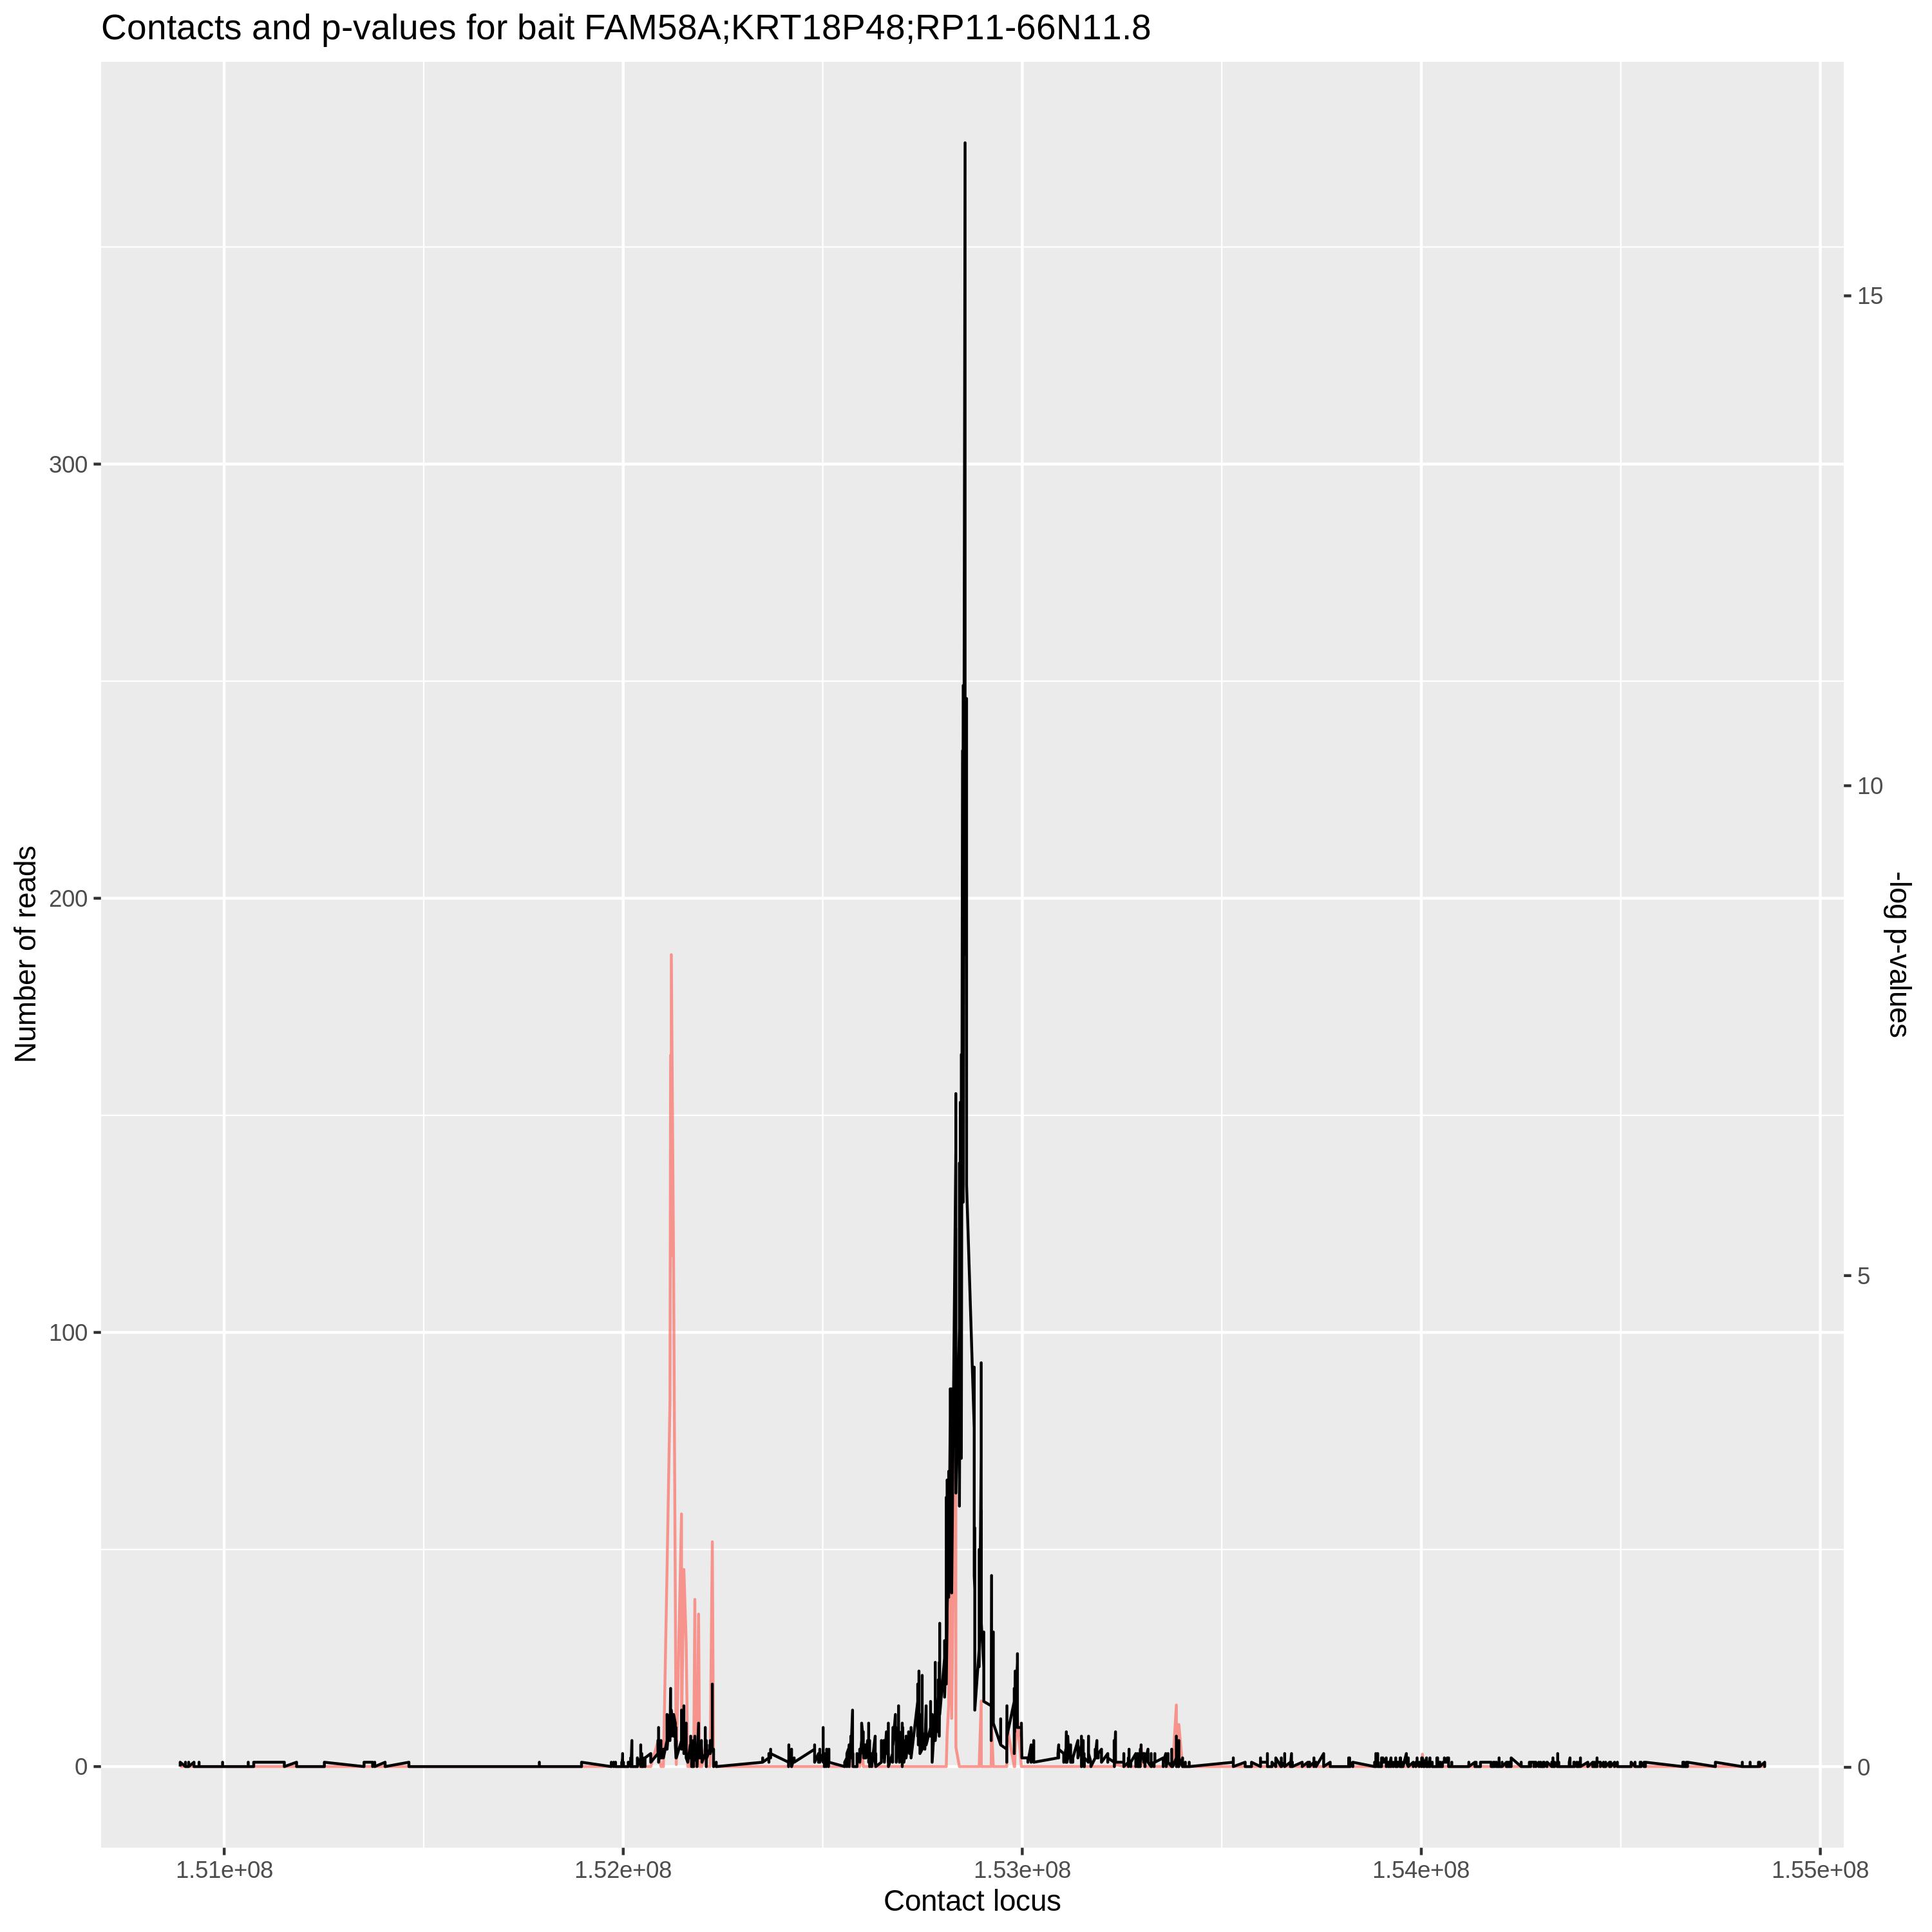 Contacts and p-values for bait FAM58A;KRT18P48;RP11-66N11.8
Number of reads
300
200
100
0
15
10
5
0
-log p-values
1.51e+08 1.52e+08 1.53e+08 1.54e+08 1.55e+08
Contact locus